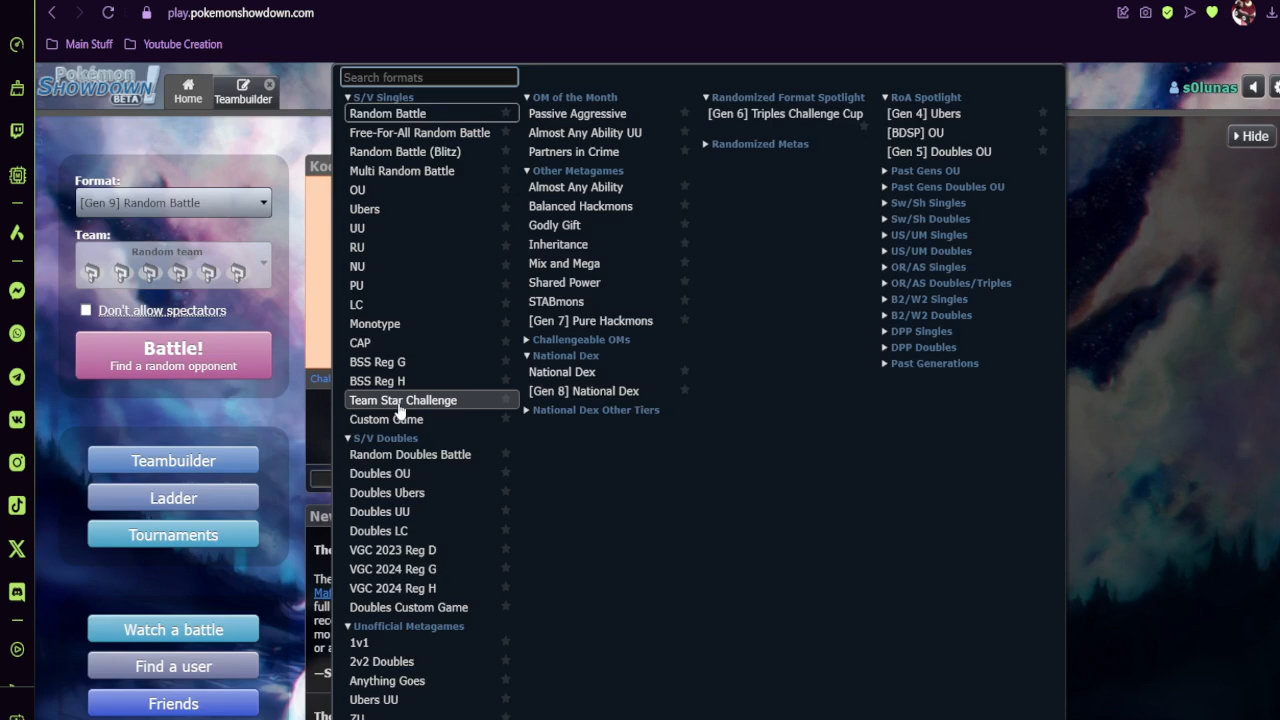 play.pokemonshowdown.com
Main Stuff
Youtube Creation
Pokémon
SHOWDOWN!
BETA
Home
Teambuilder
s0lunas
Hide
Format:
[Gen 9] Random Battle
Team:
Random team
Don't allow spectators
Battle!
Find a random opponent
Teambuilder
Ladder
Tournaments
Watch a battle
Find a user
Friends
Search formats
S/V Singles
Random Battle
Free-For-All Random Battle
Random Battle (Blitz)
Multi Random Battle
OU
Ubers
UU
RU
NU
PU
LC
Monotype
CAP
BSS Reg G
BSS Reg H
Team Star Challenge
Custom Game
S/V Doubles
Random Doubles Battle
Doubles OU
Doubles Ubers
Doubles UU
Doubles LC
VGC 2023 Reg D
VGC 2024 Reg G
VGC 2024 Reg H
Doubles Custom Game
Unofficial Metagames
1v1
2v2 Doubles
Anything Goes
Ubers UU
ZU
OM of the Month
Passive Aggressive
Almost Any Ability UU
Partners in Crime
Other Metagames
Almost Any Ability
Balanced Hackmons
Godly Gift
Inheritance
Mix and Mega
Shared Power
STABmons
[Gen 7] Pure Hackmons
Challengeable OMs
National Dex
National Dex
[Gen 8] National Dex
National Dex Other Tiers
Randomized Format Spotlight
[Gen 6] Triples Challenge Cup
Randomized Metas
RoA Spotlight
[Gen 4] Ubers
[BDSP] OU
[Gen 5] Doubles OU
Past Gens OU
Past Gens Doubles OU
Sw/Sh Singles
Sw/Sh Doubles
US/UM Singles
US/UM Doubles
OR/AS Singles
OR/AS Doubles/Triples
B2/W2 Singles
B2/W2 Doubles
DPP Singles
DPP Doubles
Past Generations